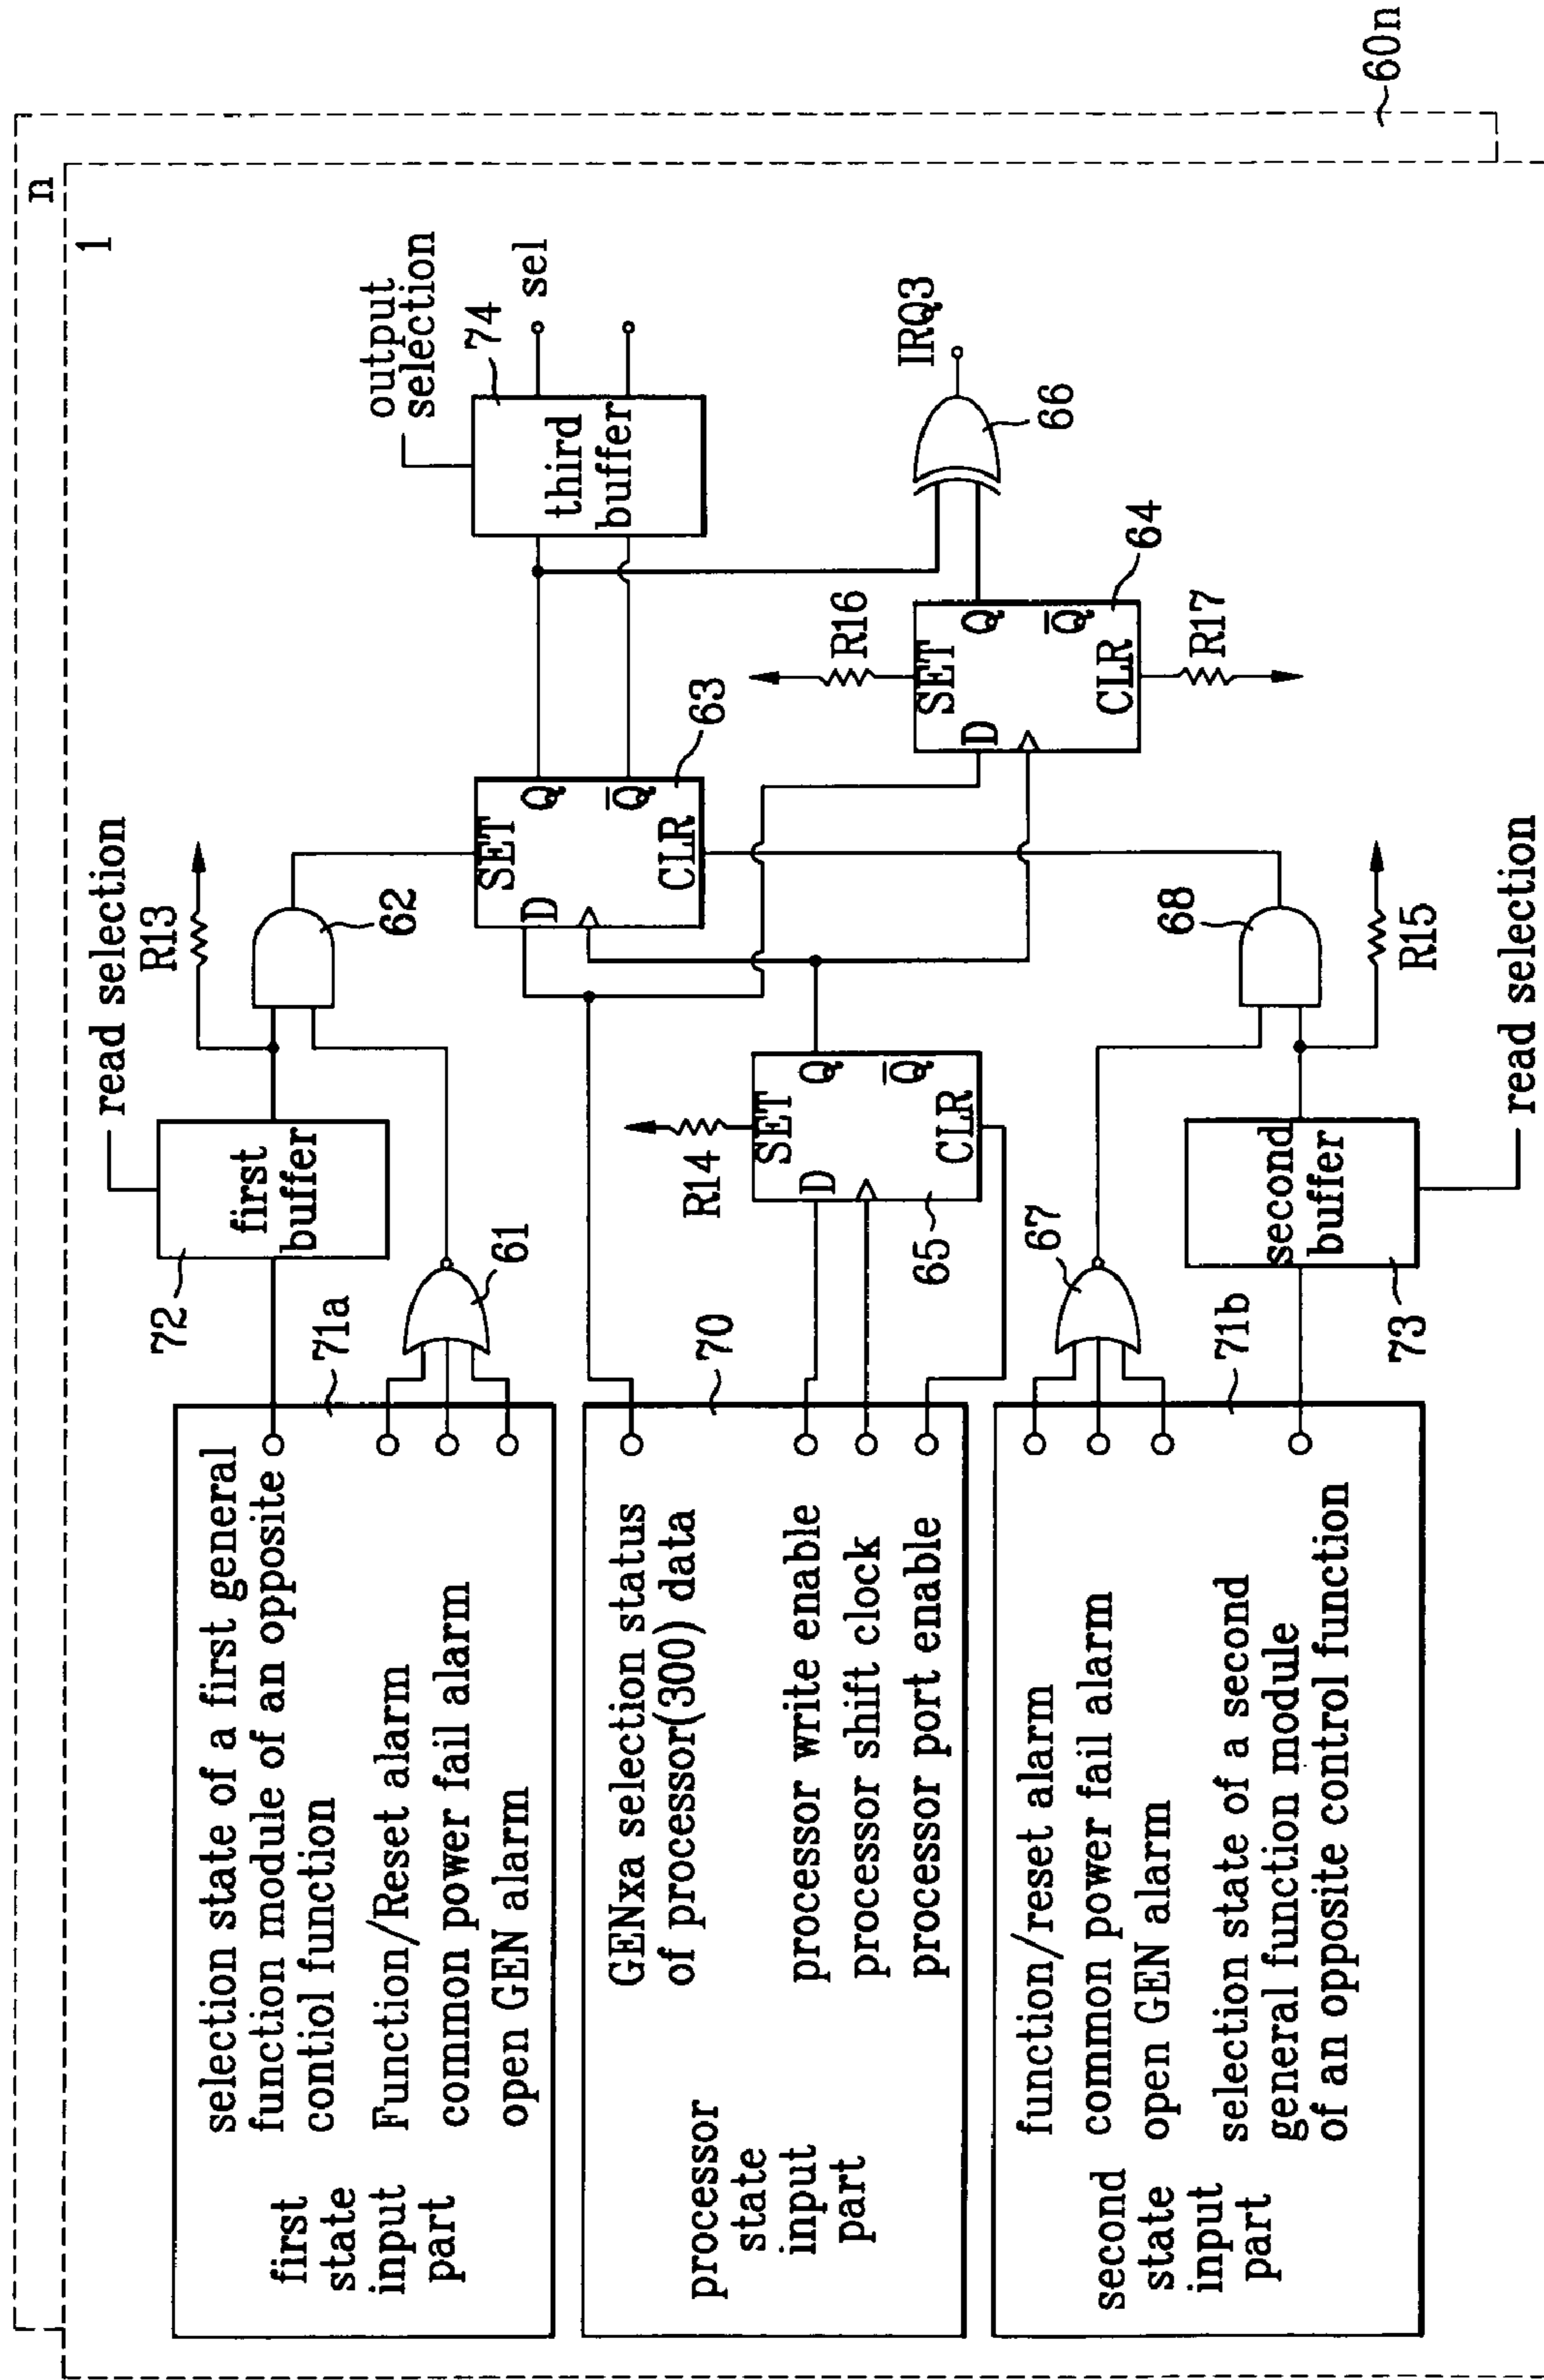 60n
n
1
first
state
input
part
selection state of a first general
function module of an opposite
contiol function
Function/Reset alarm
common power fail alarm
open GEN alarm
71a
72
first
buffer
read selection
R13
61
62
processor
state
input
part
GENxa selection status
of processor(300) data
processor write enable
processor shift clock
processor port enable
70
R14
SET
D
Q
Q
CLR
65
SET
D
Q
Q
CLR
63
output
selection
74
third
buffer
sel
R16
SET
D
Q
Q
CLR
64
R17
IRQ3
66
second
state
input
part
function/reset alarm
common power fail alarm
open GEN alarm
selection state of a second
general function module
of an opposite control function
71b
67
68
second
buffer
73
R15
read selection